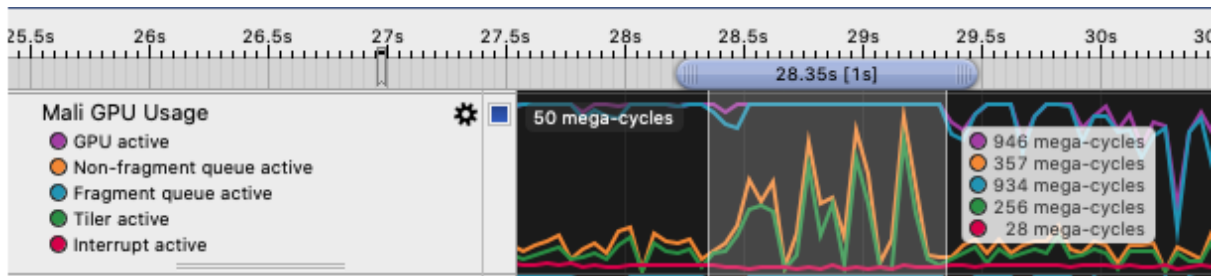 25.5s 26s 26.5s 27s 27.5s 28s 28.5s 29s 29.5s 30s 30
28.35s [1s]
Mali GPU Usage
50 mega-cycles
GPU active
Non-fragment queue active
Fragment queue active
Tiler active
Interrupt active
946 mega-cycles
357 mega-cycles
934 mega-cycles
256 mega-cycles
28 mega-cycles